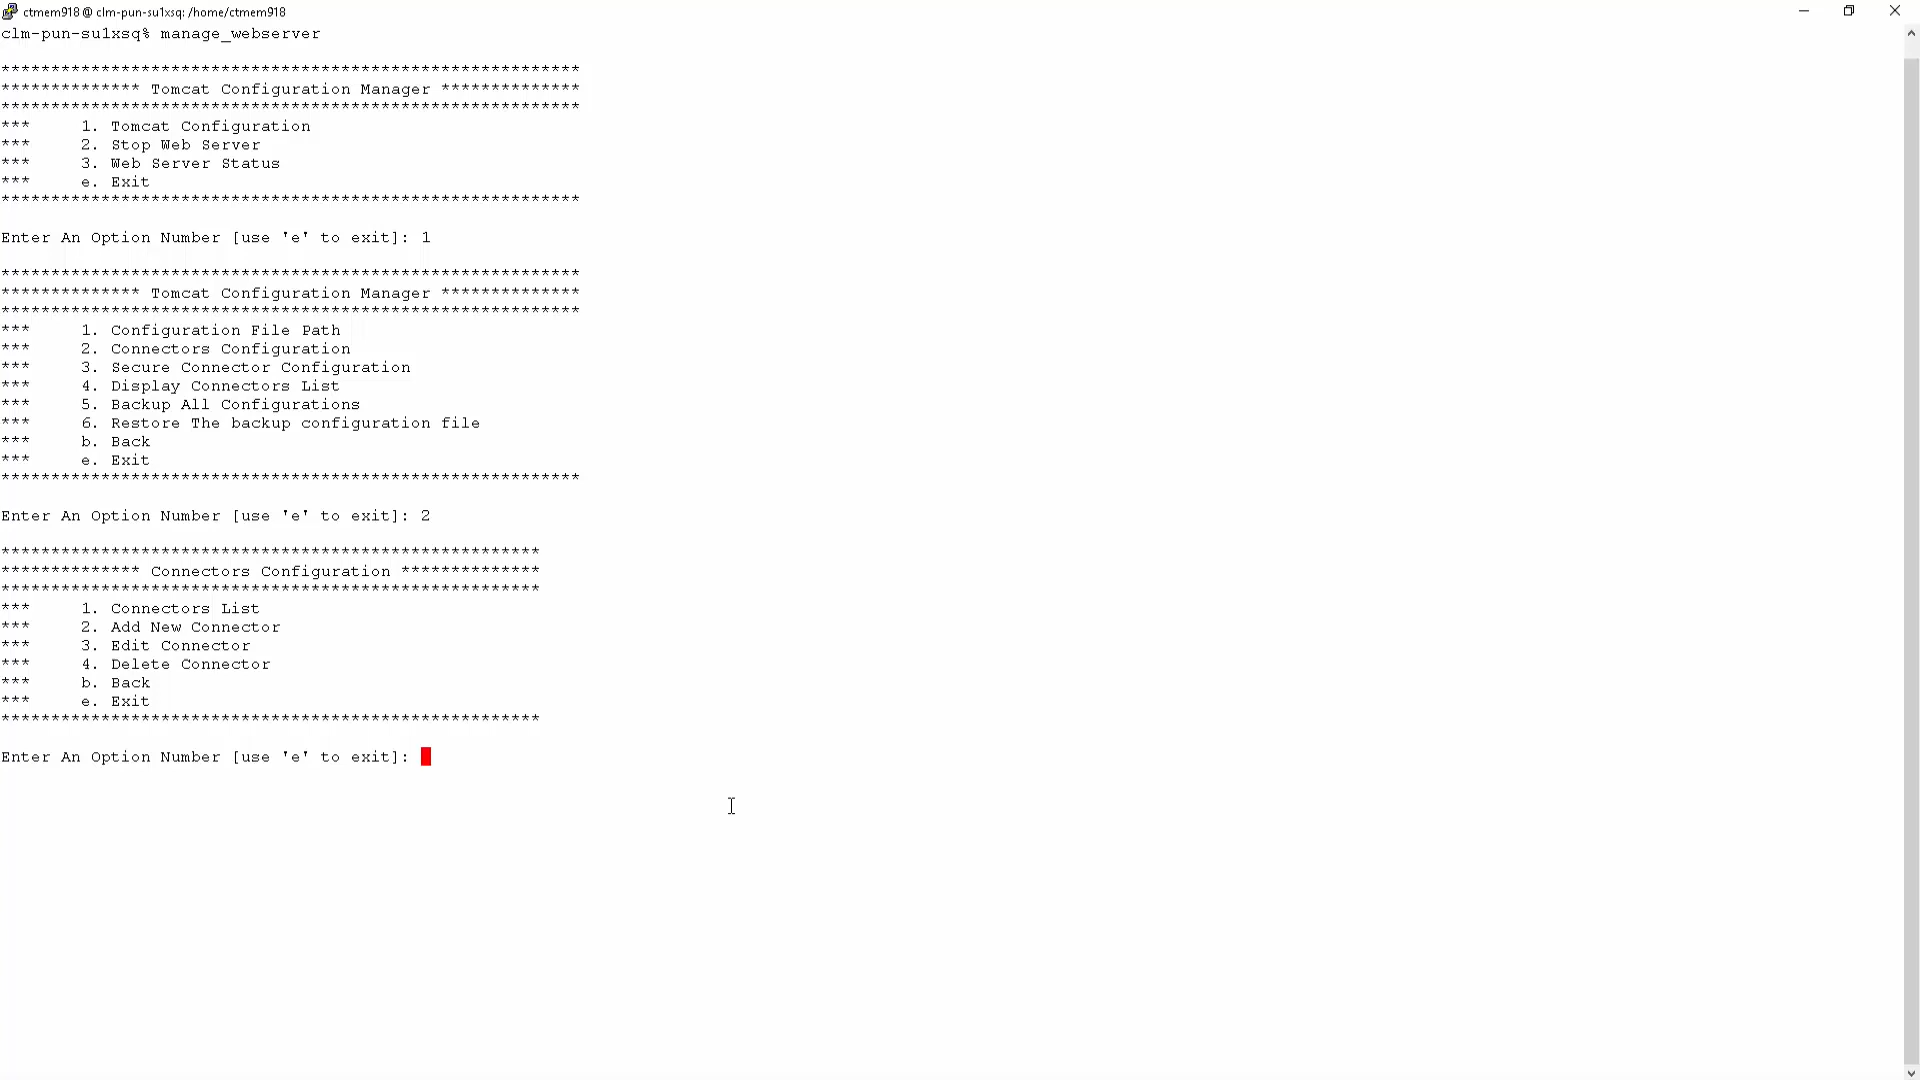 ctmem918@clm-pun-su1xsq: /home/ctmem918
clm-pun-su1xsq% manage_webserver
**********************************************************
************** Tomcat Configuration Manager **************
**********************************************************
***     1. Tomcat Configuration
***     2. Stop Web Server
***     3. Web Server Status
***     e. Exit
**********************************************************
Enter An Option Number [use 'e' to exit]: 1
**********************************************************
************** Tomcat Configuration Manager **************
**********************************************************
***     1. Configuration File Path
***     2. Connectors Configuration
***     3. Secure Connector Configuration
***     4. Display Connectors List
***     5. Backup All Configurations
***     6. Restore The backup configuration file
***     b. Back
***     e. Exit
**********************************************************
Enter An Option Number [use 'e' to exit]: 2
******************************************************
************** Connectors Configuration **************
******************************************************
***     1. Connectors List
***     2. Add New Connector
***     3. Edit Connector
***     4. Delete Connector
***     b. Back
***     e. Exit
******************************************************
Enter An Option Number [use 'e' to exit]: